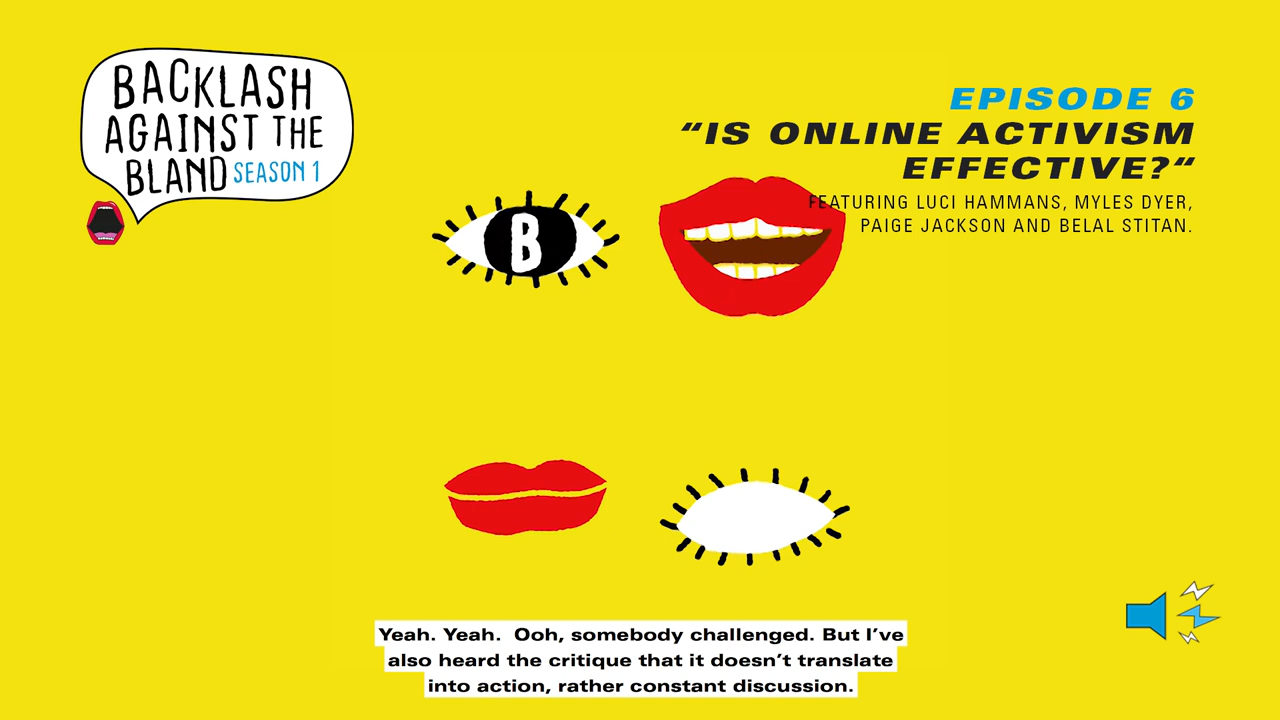 BACKLASH
AGAINST THE
BLAND SEASON 1
EPISODE 6
“IS ONLINE ACTIVISM
EFFECTIVE?“
FEATURING LUCI HAMMANS, MYLES DYER,
PAIGE JACKSON AND BELAL STITAN.
B
Yeah. Yeah.  Ooh, somebody challenged. But I’ve
also heard the critique that it doesn’t translate
into action, rather constant discussion.